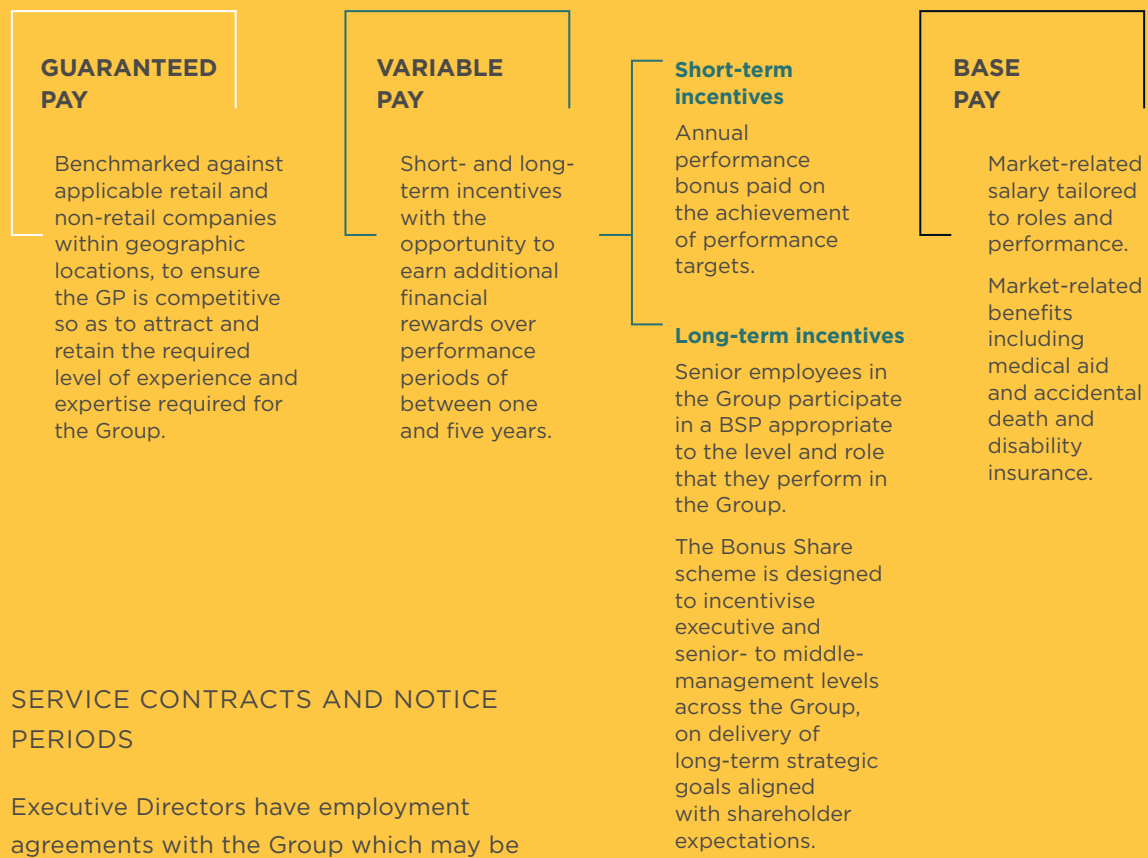 GUARANTEED
PAY
Benchmarked against
applicable retail and
non-retail companies
within geographic
locations, to ensure
the GP is competitive
so as to attract and
retain the required
level of experience and
expertise required for
the Group.
VARIABLE
PAY
Short- and long-
term incentives
with the
opportunity to
earn additional
financial
rewards over
performance
periods of
between one
and five years.
Short-term
incentives
Annual
performance
bonus paid on
the achievement
of performance
targets.
Long-term incentives
Senior employees in
the Group participate
in a BSP appropriate
to the level and role
that they perform in
the Group.
The Bonus Share
scheme is designed
to incentivise
executive and
senior- to middle-
management levels
across the Group,
on delivery of
long-term strategic
goals aligned
with shareholder
expectations.
BASE
PAY
Market-related
salary tailored
to roles and
performance.
Market-related
benefits
including
medical aid
and accidental
death and
disability
insurance.
SERVICE CONTRACTS AND NOTICE
PERIODS
Executive Directors have employment
agreements with the Group which may be